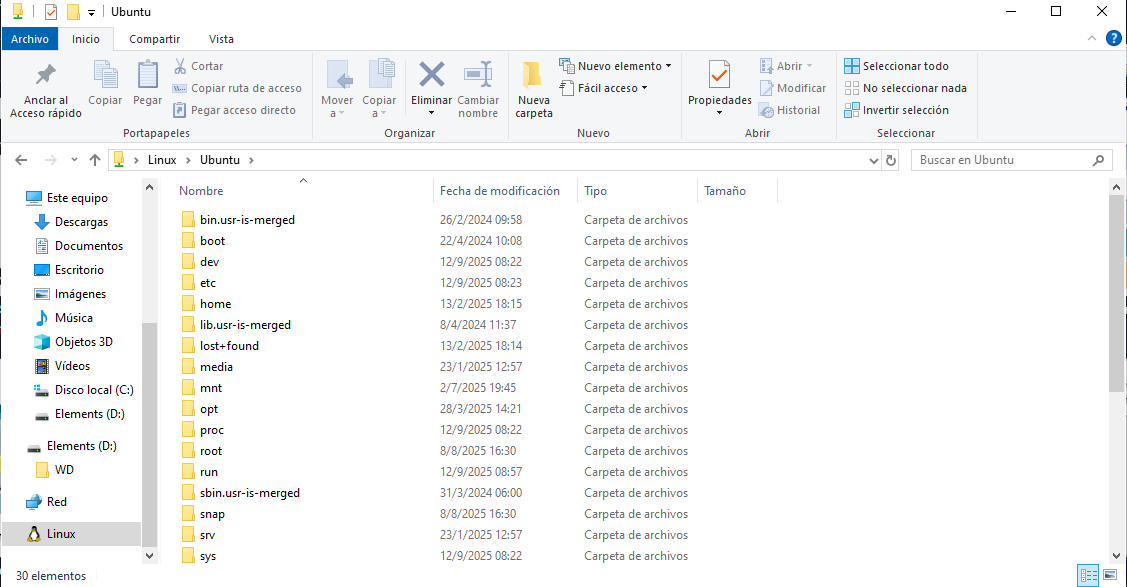 Ubuntu
Archivo Inicio Compartir Vista
Anclar al Acceso rápido
Copiar
Pegar
Cortar
Copiar ruta de acceso
Pegar acceso directo
Portapapeles
Mover a
Copiar a
Eliminar
Cambiar nombre
Organizar
Nueva carpeta
Nuevo elemento
Fácil acceso
Nuevo
Propiedades
Abrir
Modificar
Historial
Abrir
Seleccionar todo
No seleccionar nada
Invertir selección
Seleccionar
Linux Ubuntu
Buscar en Ubuntu
Este equipo
Descargas
Documentos
Escritorio
Imágenes
Música
Objetos 3D
Vídeos
Disco local (C:)
Elements (D:)
Elements (D:)
WD
Red
Linux
Nombre Fecha de modificación Tipo Tamaño
bin.usr-is-merged 26/2/2024 09:58 Carpeta de archivos
boot 22/4/2024 10:08 Carpeta de archivos
dev 12/9/2025 08:22 Carpeta de archivos
etc 12/9/2025 08:23 Carpeta de archivos
home 13/2/2025 18:15 Carpeta de archivos
lib.usr-is-merged 8/4/2024 11:37 Carpeta de archivos
lost+found 13/2/2025 18:14 Carpeta de archivos
media 23/1/2025 12:57 Carpeta de archivos
mnt 2/7/2025 19:45 Carpeta de archivos
opt 28/3/2025 14:21 Carpeta de archivos
proc 12/9/2025 08:22 Carpeta de archivos
root 8/8/2025 16:30 Carpeta de archivos
run 12/9/2025 08:57 Carpeta de archivos
sbin.usr-is-merged 31/3/2024 06:00 Carpeta de archivos
snap 8/8/2025 16:30 Carpeta de archivos
srv 23/1/2025 12:57 Carpeta de archivos
sys 12/9/2025 08:22 Carpeta de archivos
30 elementos